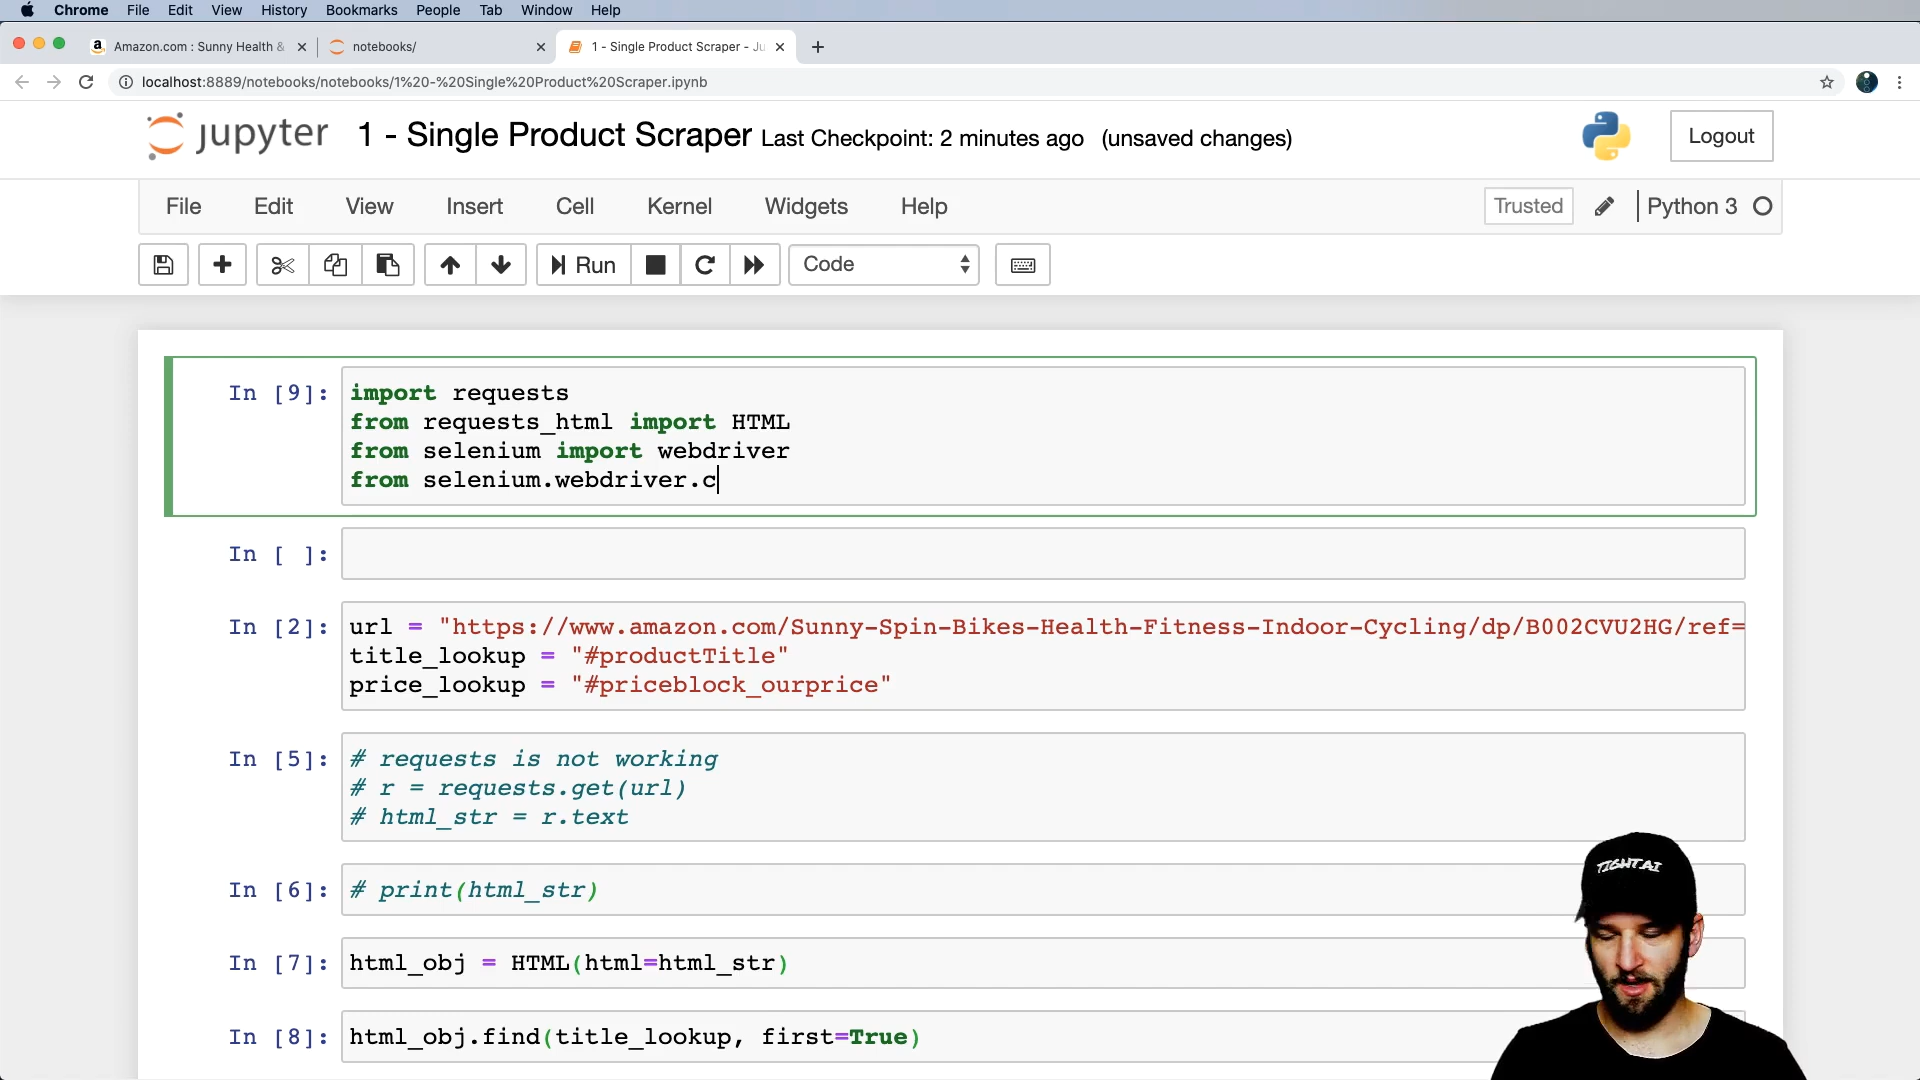 Chrome File Edit View History Bookmarks People Tab Window Help
Amazon.com : Sunny Health &
notebooks/
1 - Single Product Scraper - Ju
localhost:8889/notebooks/notebooks/1%20-%20Single%20Product%20Scraper.ipynb
jupyter 1 - Single Product Scraper Last Checkpoint: 2 minutes ago (unsaved changes)
Logout
File Edit View Insert Cell Kernel Widgets Help
Trusted
Python 3
Run
Code
In [9]: import requests
from requests_html import HTML
from selenium import webdriver
from selenium.webdriver.c
In [ ]:
In [2]: url = "https://www.amazon.com/Sunny-Spin-Bikes-Health-Fitness-Indoor-Cycling/dp/B002CVU2HG/ref=
title_lookup = "#productTitle"
price_lookup = "#priceblock_ourprice"
In [5]: # requests is not working
# r = requests.get(url)
# html_str = r.text
In [6]: # print(html_str)
In [7]: html_obj = HTML(html=html_str)
In [8]: html_obj.find(title_lookup, first=True)
TIGHT.AI